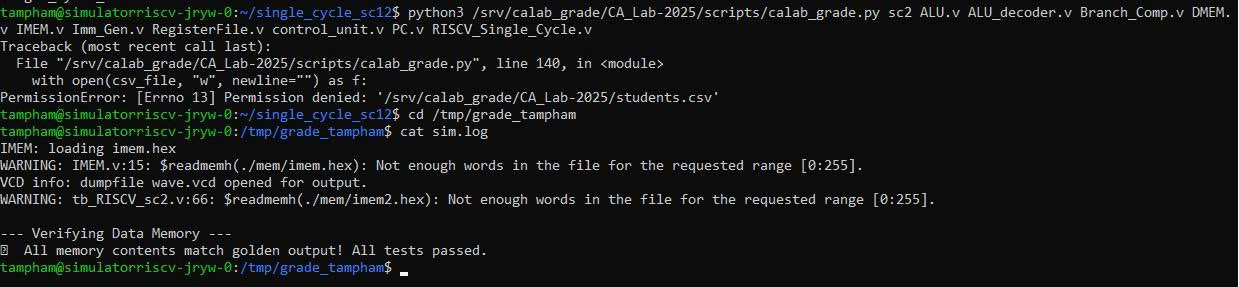 tampham@simulatorriscv-jryw-0:~/single_cycle_sc12$ python3 /srv/calab_grade/CA_Lab-2025/scripts/calab_grade.py sc2 ALU.v ALU_decoder.v Branch_Comp.v DMEM.
v IMEM.v Imm_Gen.v RegisterFile.v control_unit.v PC.v RISCV_Single_Cycle.v
Traceback (most recent call last):
  File "/srv/calab_grade/CA_Lab-2025/scripts/calab_grade.py", line 140, in <module>
    with open(csv_file, "w", newline="") as f:
PermissionError: [Errno 13] Permission denied: '/srv/calab_grade/CA_Lab-2025/students.csv'
tampham@simulatorriscv-jryw-0:~/single_cycle_sc12$ cd /tmp/grade_tampham
tampham@simulatorriscv-jryw-0:/tmp/grade_tampham$ cat sim.log
IMEM: loading imem.hex
WARNING: IMEM.v:15: $readmemh(./mem/imem.hex): Not enough words in the file for the requested range [0:255].
VCD info: dumpfile wave.vcd opened for output.
WARNING: tb_RISCV_sc2.v:66: $readmemh(./mem/imem2.hex): Not enough words in the file for the requested range [0:255].

--- Verifying Data Memory ---
All memory contents match golden output! All tests passed.
tampham@simulatorriscv-jryw-0:/tmp/grade_tampham$